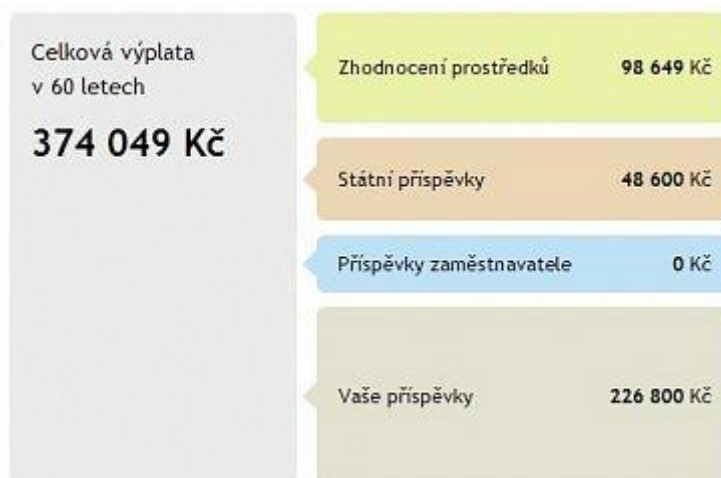 Celková výplata
v 60 letech
374 049 Kč
Zhodnocení prostředků 98 649 Kč
Státní příspěvky 48 600 Kč
Příspěvky zaměstnavatele 0 Kč
Vaše příspěvky 226 800 Kč